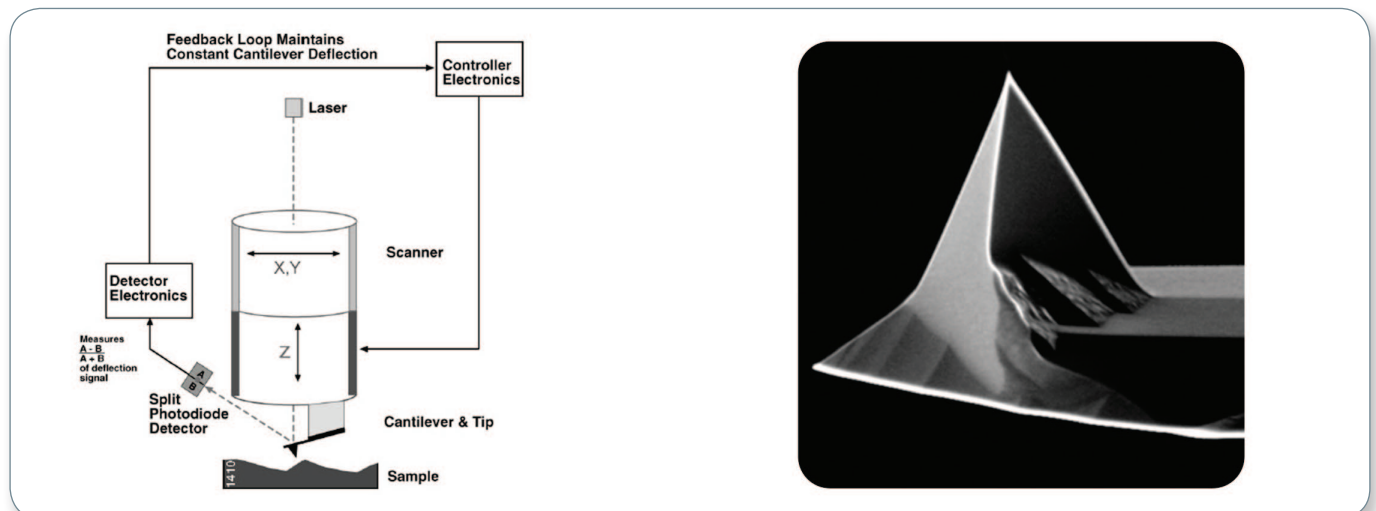 Feedback Loop Maintains
Constant Cantilever Deflection
Controller
Electronics
Laser
Scanner
X,Y
Detector
Electronics
Z
Measures
A - B
A + B
of deflection
signal
A
B
Split
Photodiode
Detector
Cantilever & Tip
1410
Sample